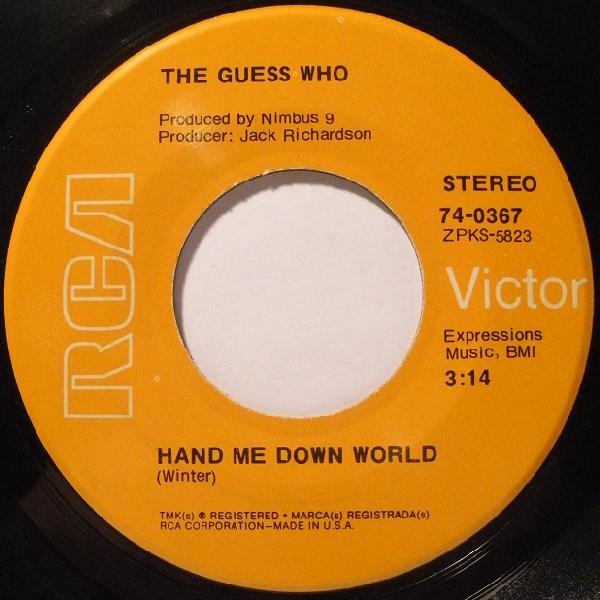 THE GUESS WHO
Produced by Nimbus 9
Producer: Jack Richardson
RCA
STEREO
74-0367
ZPKS-5823
Victor
Expressions
Music, BMI
3:14
HAND ME DOWN WORLD
(Winter)
TMK(s) ® REGISTERED • MARCA(s) REGISTRADA(s)
RCA CORPORATION—MADE IN U.S.A.